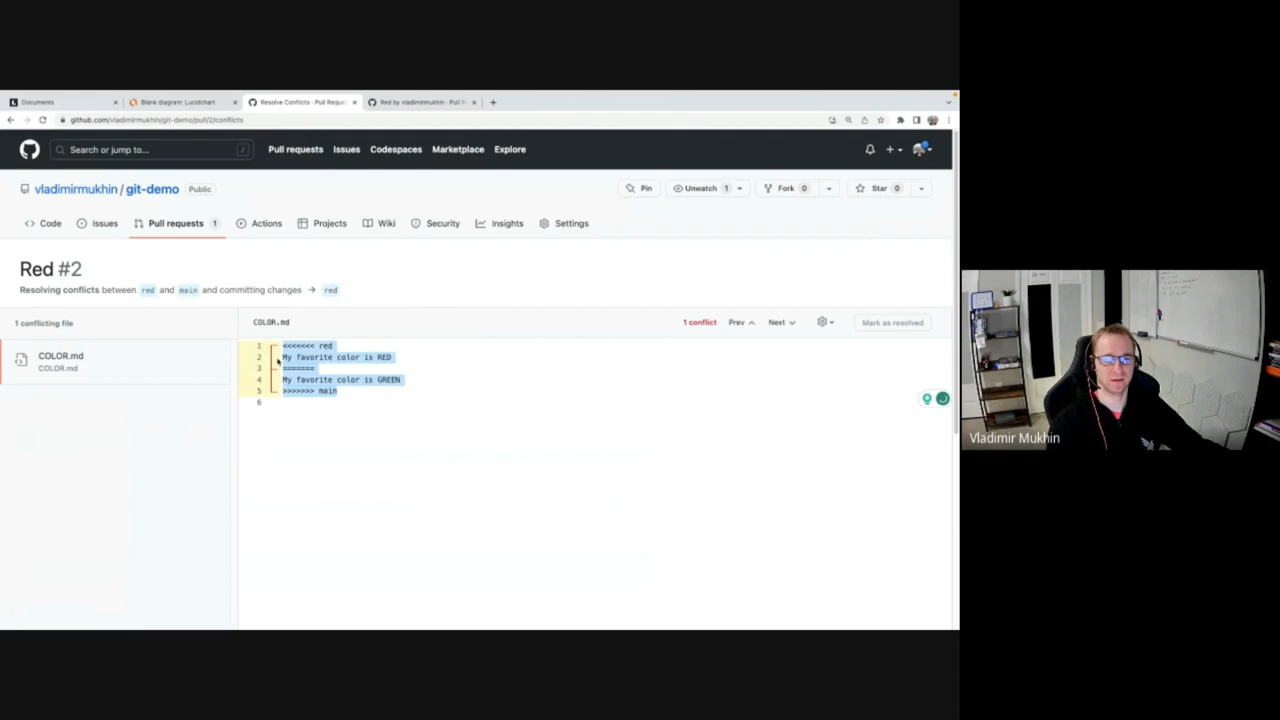 Documents
Blank diagram: Lucidchart
Resolve Conflicts · Pull Reques
Red by vladimirmukhin · Pull R
github.com/vladimirmukhin/git-demo/pull/2/conflicts
Search or jump to...
/
Pull requests
Issues
Codespaces
Marketplace
Explore
vladimirmukhin / git-demo
Public
Pin
Unwatch 1
Fork 0
Star 0
Code
Issues
Pull requests 1
Actions
Projects
Wiki
Security
Insights
Settings
Red #2
Resolving conflicts between red and main and committing changes → red
1 conflicting file
COLOR.md
COLOR.md
COLOR.md
1 conflict
Prev
Next
Mark as resolved
1 <<<<<<< red
2 My favorite color is RED
3 =======
4 My favorite color is GREEN
5 >>>>>>> main
6
Vladimir Mukhin